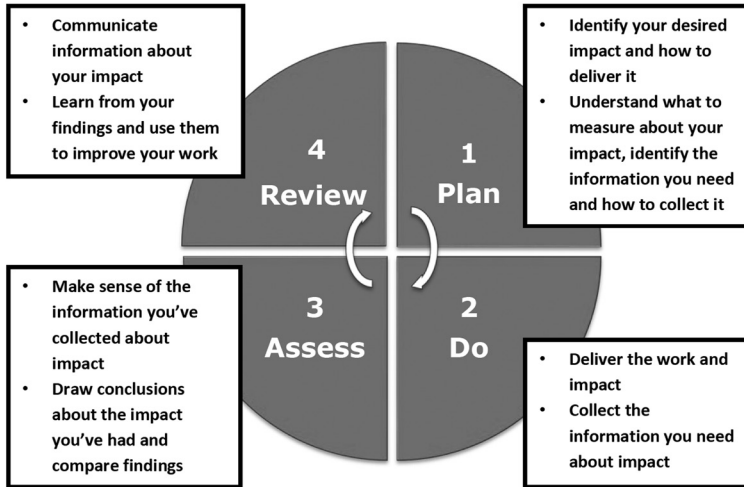 • Identify your desired
impact and how to
deliver it
• Understand what to
measure about your
impact, identify the
information you need
and how to collect it
1
Plan
2
Do
• Deliver the work and
impact
• Collect the
information you need
about impact
3
Assess
• Make sense of the
information you’ve
collected about
impact
• Draw conclusions
about the impact
you’ve had and
compare findings
4
Review
• Communicate
information about
your impact
• Learn from your
findings and use them
to improve your work